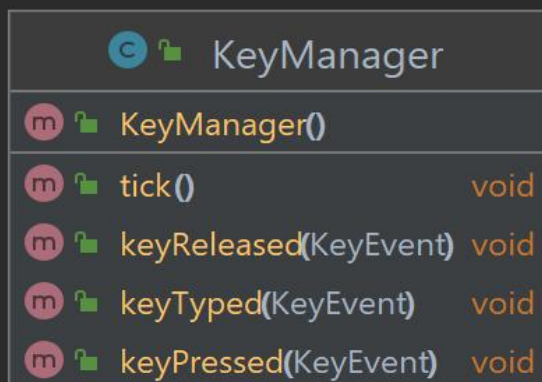 C KeyManager
m KeyManager()
m tick() void
m keyReleased(KeyEvent) void
m keyTyped(KeyEvent) void
m keyPressed(KeyEvent) void